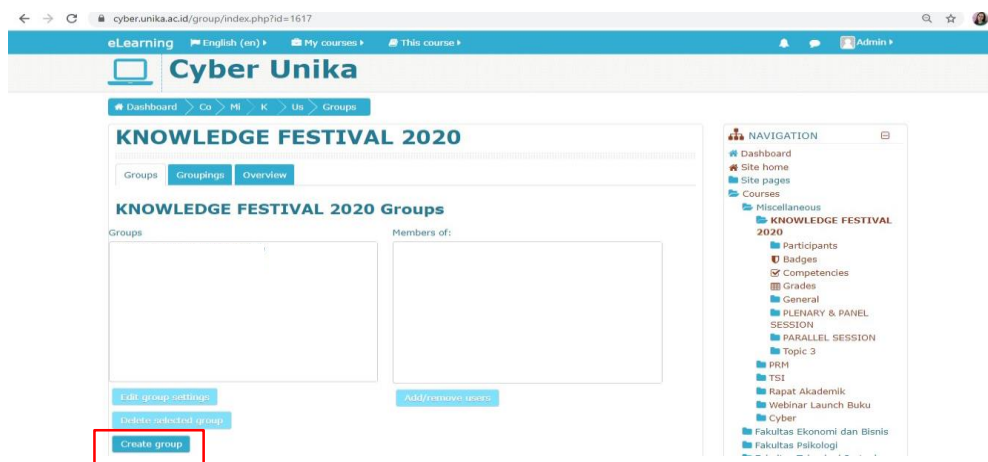 cyber.unika.ac.id/group/index.php?id=1617
eLearning English (en) My courses This course Admin
Cyber Unika
Dashboard Co Mi K Us Groups
KNOWLEDGE FESTIVAL 2020
Groups Groupings Overview
KNOWLEDGE FESTIVAL 2020 Groups
Groups
Members of:
Edit group settings
Add/remove users
Delete selected group
Create group
NAVIGATION
Dashboard
Site home
Site pages
Courses
Miscellaneous
KNOWLEDGE FESTIVAL
2020
Participants
Badges
Competencies
Grades
General
PLENARY & PANEL
SESSION
PARALLEL SESSION
Topic 3
PRM
TSI
Rapat Akademik
Webinar Launch Buku
Cyber
Fakultas Ekonomi dan Bisnis
Fakultas Psikologi